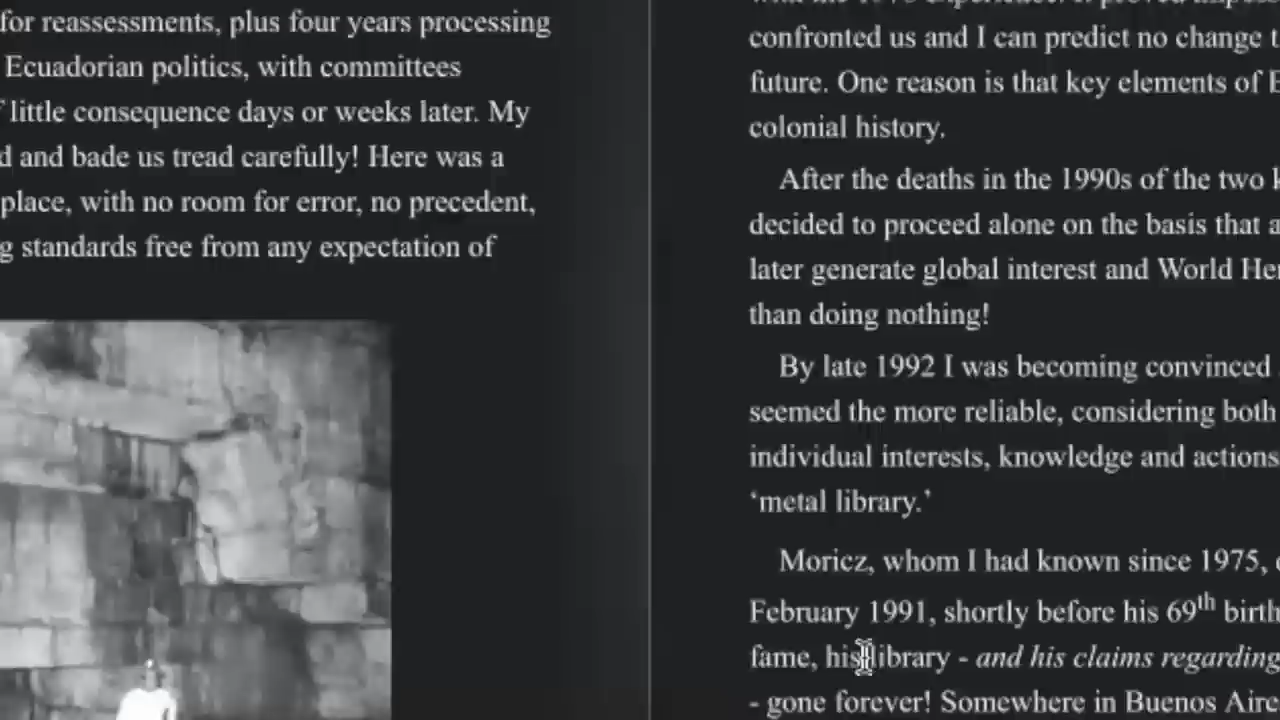 for reassessments, plus four years processing
Ecuadorian politics, with committees
little consequence days or weeks later. My
and bade us tread carefully! Here was a
place, with no room for error, no precedent,
standards free from any expectation of
confronted us and I can predict no change
future. One reason is that key elements of
colonial history.
After the deaths in the 1990s of the two
decided to proceed alone on the basis that
later generate global interest and World
than doing nothing!
By late 1992 I was becoming convinced
seemed the more reliable, considering both
individual interests, knowledge and actions
‘metal library.’
Moricz, whom I had known since 1975,
February 1991, shortly before his 69th
fame, his library - and his claims regarding
- gone forever! Somewhere in Buenos